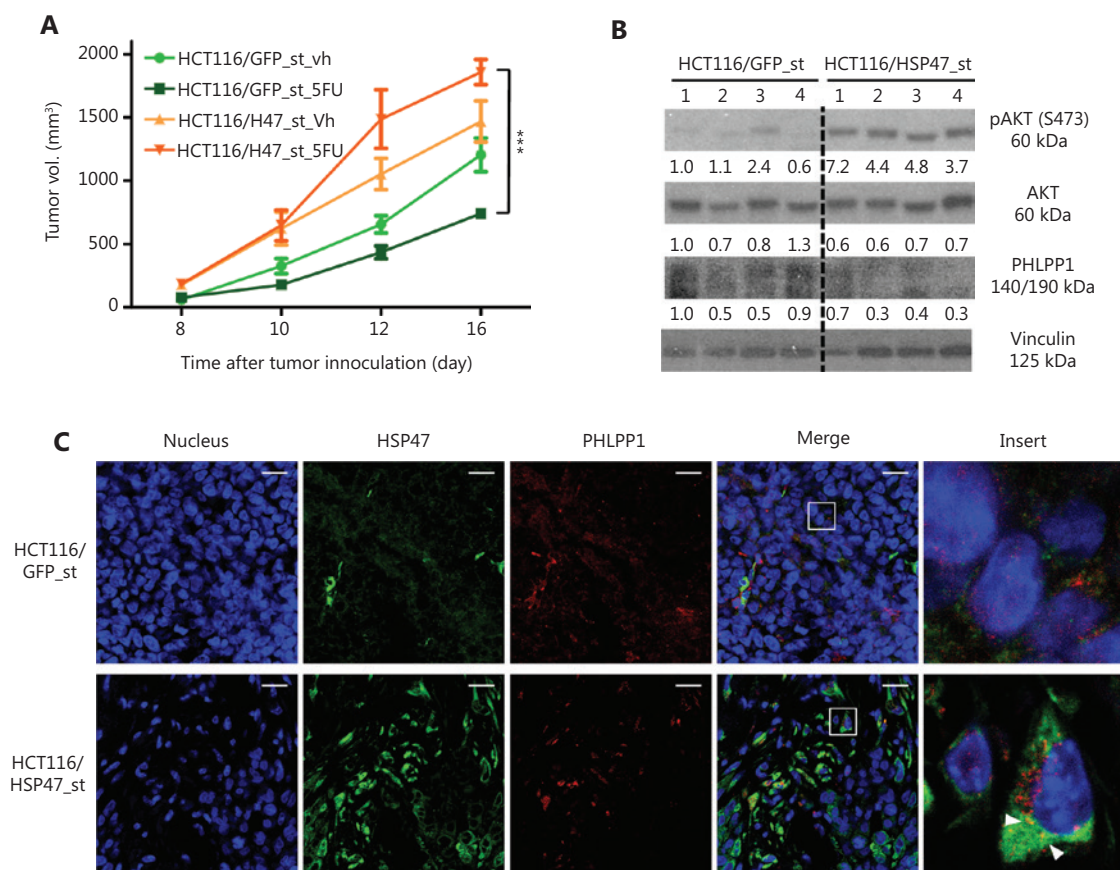 A
2000
1500
1000
500
0
Tumor vol. (mm³)
HCT116/GFP_st_vh
HCT116/GFP_st_5FU
HCT116/H47_st_Vh
HCT116/H47_st_5FU
***
8 10 12 16
Time after tumor innoculation (day)
B
HCT116/GFP_st HCT116/HSP47_st
1 2 3 4 1 2 3 4
pAKT (S473)
60 kDa
1.0 1.1 2.4 0.6 7.2 4.4 4.8 3.7
AKT
60 kDa
1.0 0.7 0.8 1.3 0.6 0.6 0.7 0.7
PHLPP1
140/190 kDa
1.0 0.5 0.5 0.9 0.7 0.3 0.4 0.3
Vinculin
125 kDa
C
Nucleus HSP47 PHLPP1 Merge Insert
HCT116/
GFP_st
HCT116/
HSP47_st